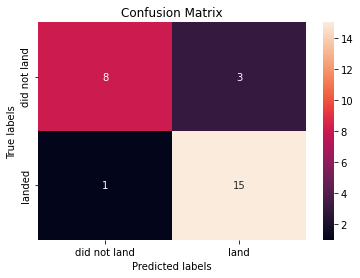 Confusion Matrix
True labels
did not land
8
3
landed
1
15
did not land
land
Predicted labels
14
12
10
8
6
4
2